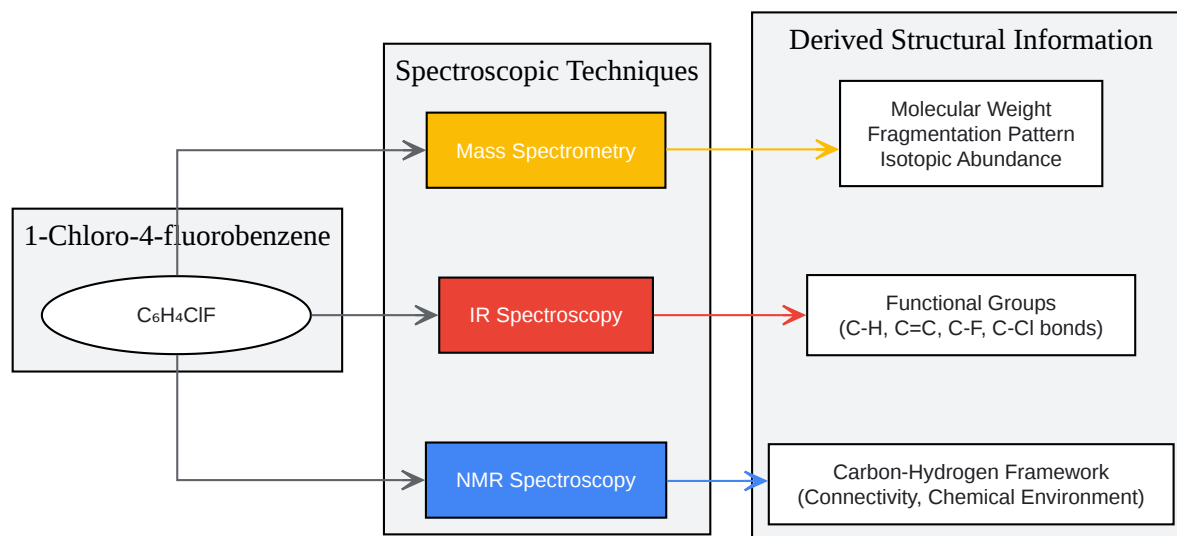 1-Chloro-4-fluorobenzene
C₆H₄ClF
Spectroscopic Techniques
Mass Spectrometry
IR Spectroscopy
NMR Spectroscopy
Derived Structural Information
Molecular Weight
Fragmentation Pattern
Isotopic Abundance
Functional Groups
(C-H, C=C, C-F, C-Cl bonds)
Carbon-Hydrogen Framework
(Connectivity, Chemical Environment)